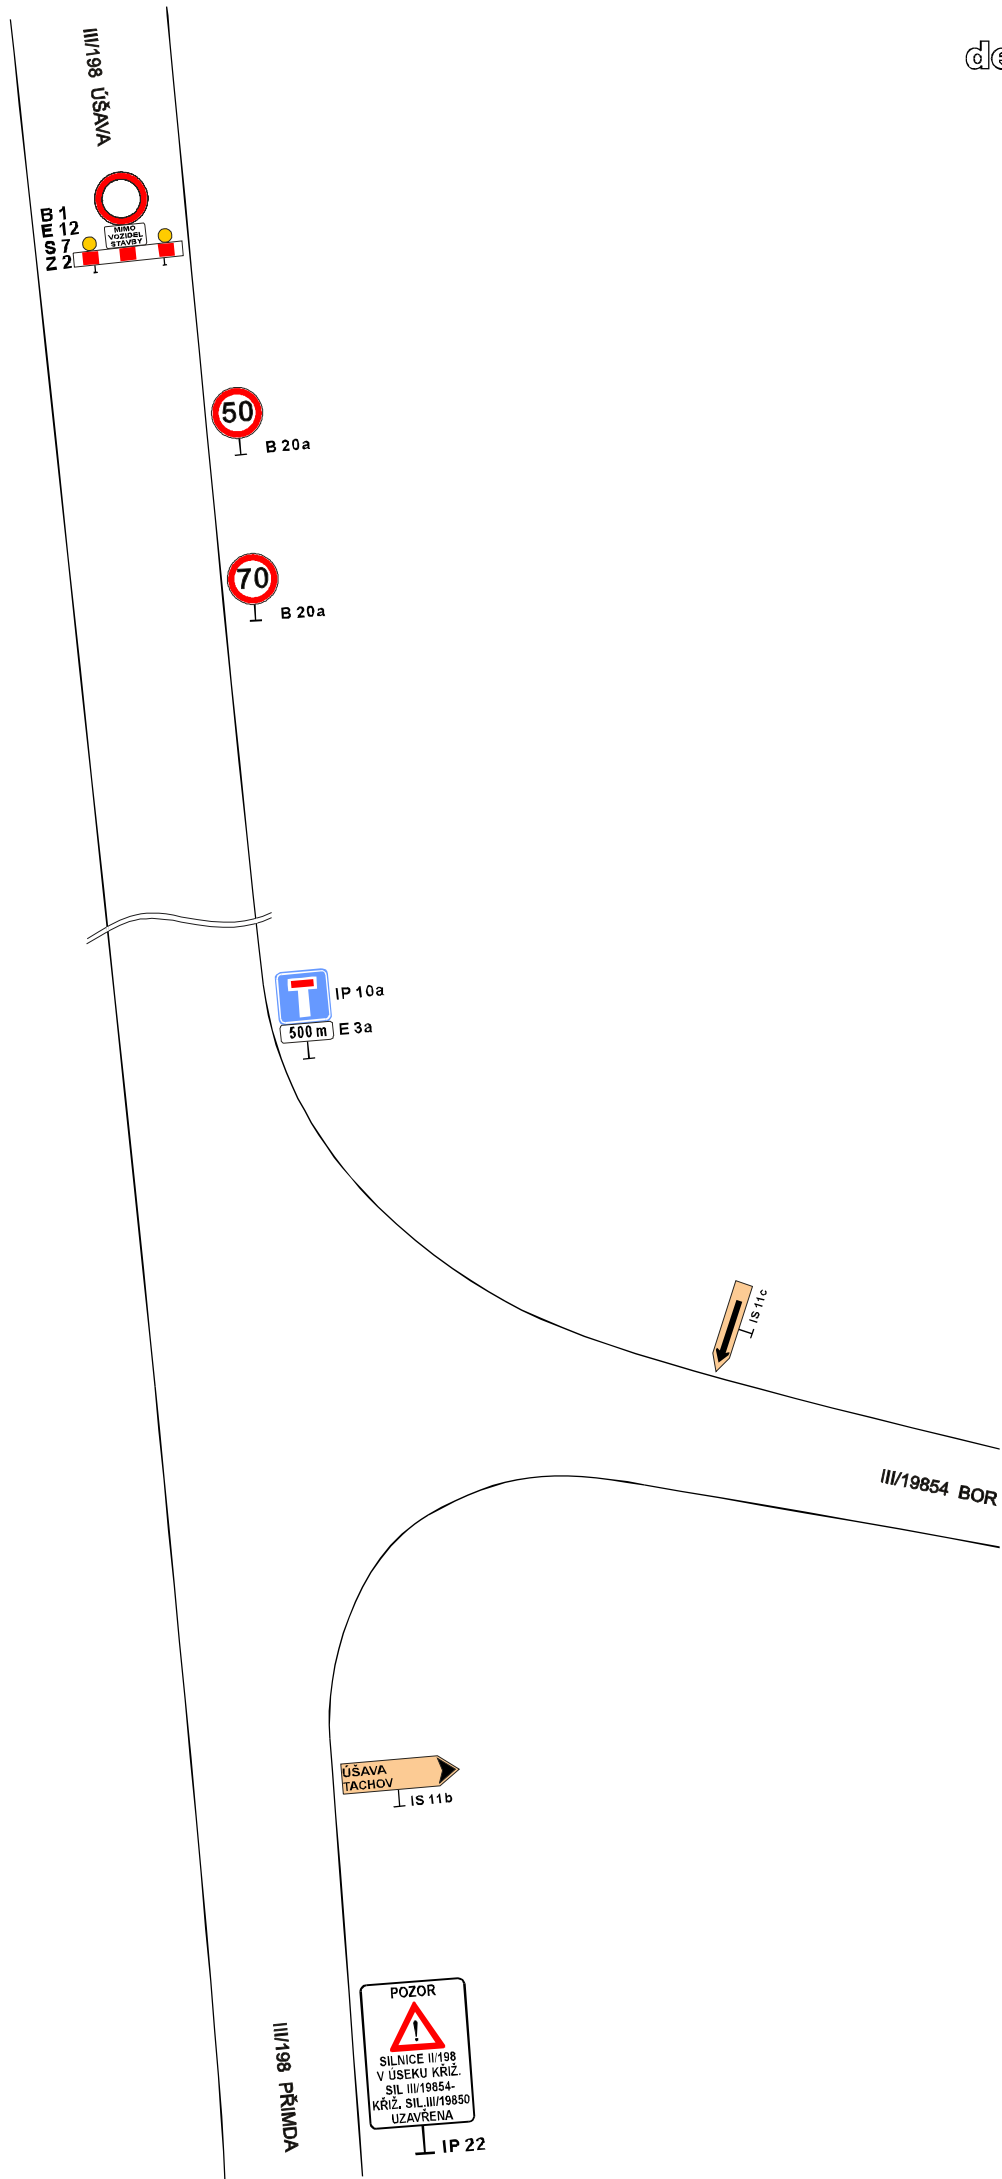 de
III/198 ÚŠAVA
B 1
E 12
S 7
Z 2
MIMO
VOZIDEL
STAVBY
50
B 20a
70
B 20a
IP 10a
500 m
E 3a
IS 11c
III/19854 BOR
ÚŠAVA
TACHOV
IS 11b
III/198 PŘIMDA
POZOR
!
SILNICE II/198
V ÚSEKU KŘIŽ.
SIL III/19854-
KŘIŽ. SIL.III/19850
UZAVŘENA
IP 22